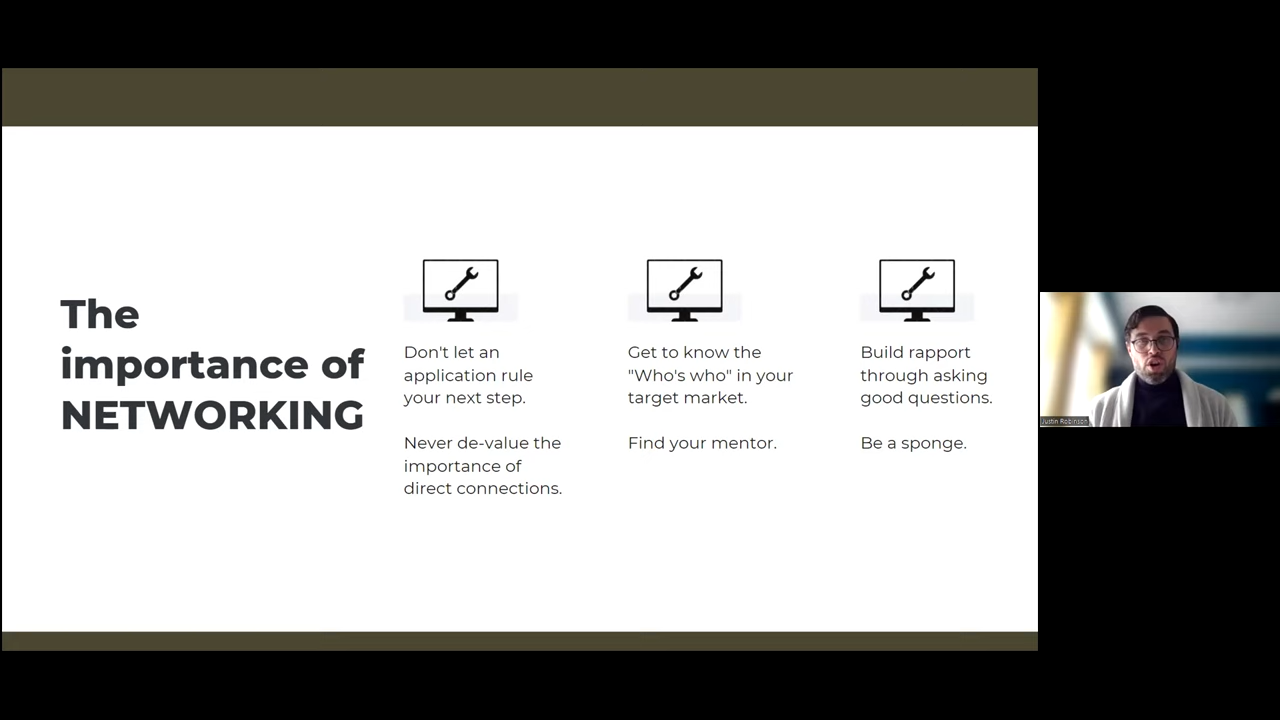 The
importance of
NETWORKING
Don't let an
application rule
your next step.
Never de-value the
importance of
direct connections.
Get to know the
"Who's who" in your
target market.
Find your mentor.
Build rapport
through asking
good questions.
Be a sponge.
Justin Robinson